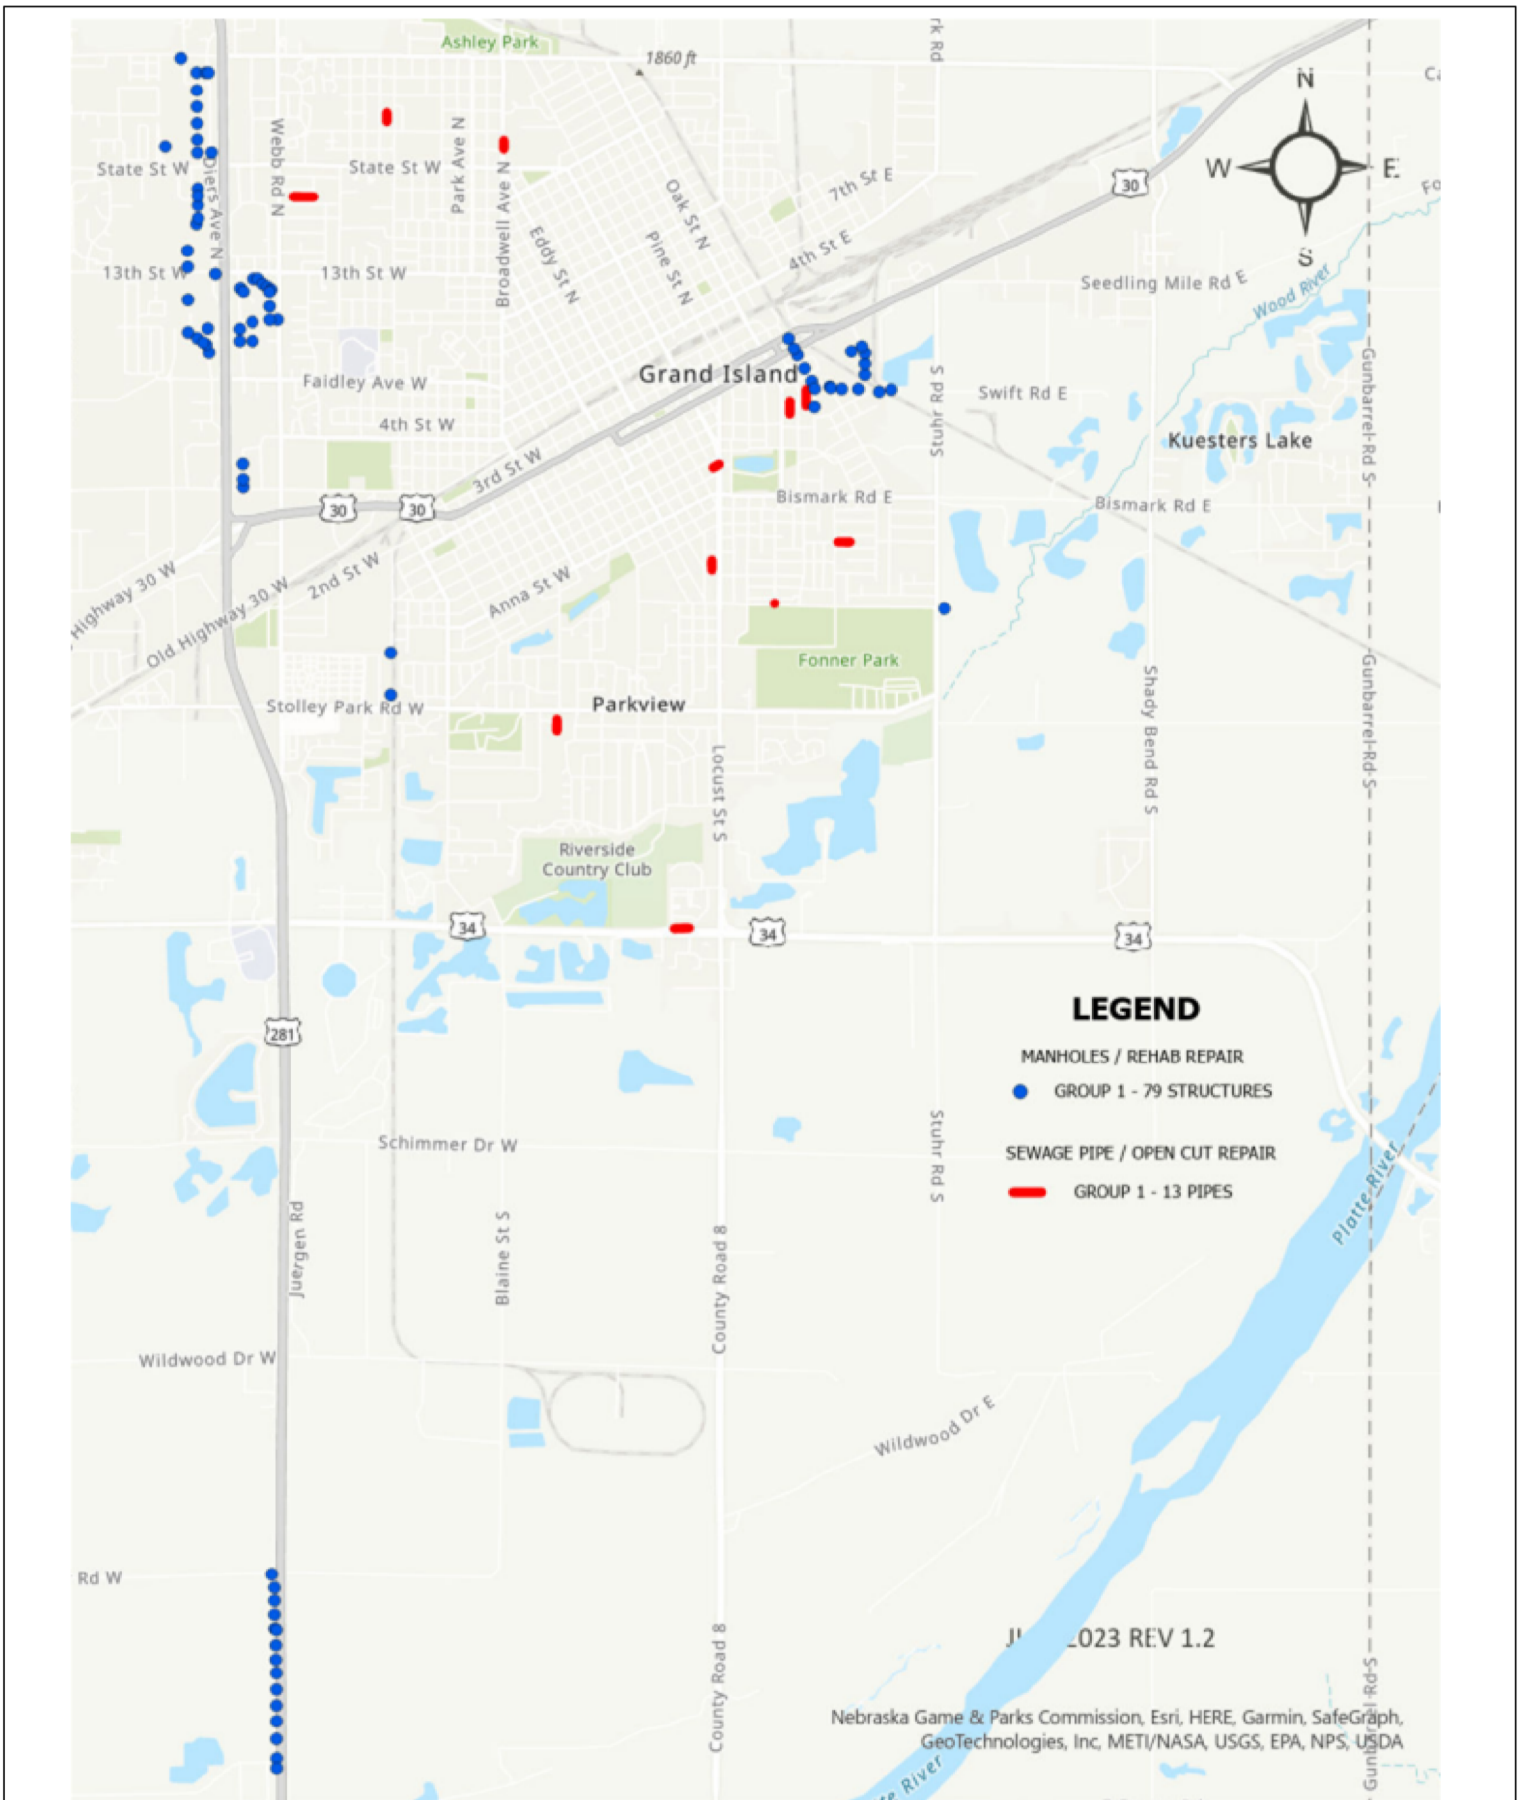 Ashley Park
1860 ft
rk Rd
N
W
E
S
30
Webb Rd N
State St W
Diers Ave N
State St W
Park Ave N
Broadwell Ave N
Eddy St N
Oak St N
Pine St N
7th St E
4th St E
13th St W
13th St W
Seedling Mile Rd E
Wood River
Faidley Ave W
Grand Island
Stuhr Rd S
Swift Rd E
Gunbarrel Rd S
4th St W
Kuesters Lake
3rd St W
30
30
Bismark Rd E
Bismark Rd E
Highway 30 W
Old Highway 30 W
2nd St W
Anna St W
Fonner Park
Gunbarrel Rd S
Shady Bend Rd S
Stolley Park Rd W
Parkview
Locust St S
Riverside
Country Club
34
34
34
LEGEND
281
MANHOLES / REHAB REPAIR
GROUP 1 - 79 STRUCTURES
Schimmer Dr W
Stuhr Rd S
SEWAGE PIPE / OPEN CUT REPAIR
GROUP 1 - 13 PIPES
Platte River
Juergen Rd
Blaine St S
County Road 8
Wildwood Dr W
Wildwood Dr E
Rd W
2023 REV 1.2
County Road 8
Nebraska Game & Parks Commission, Esri, HERE, Garmin, SafeGraph,
GeoTechnologies, Inc, METI/NASA, USGS, EPA, NPS, USDA
River